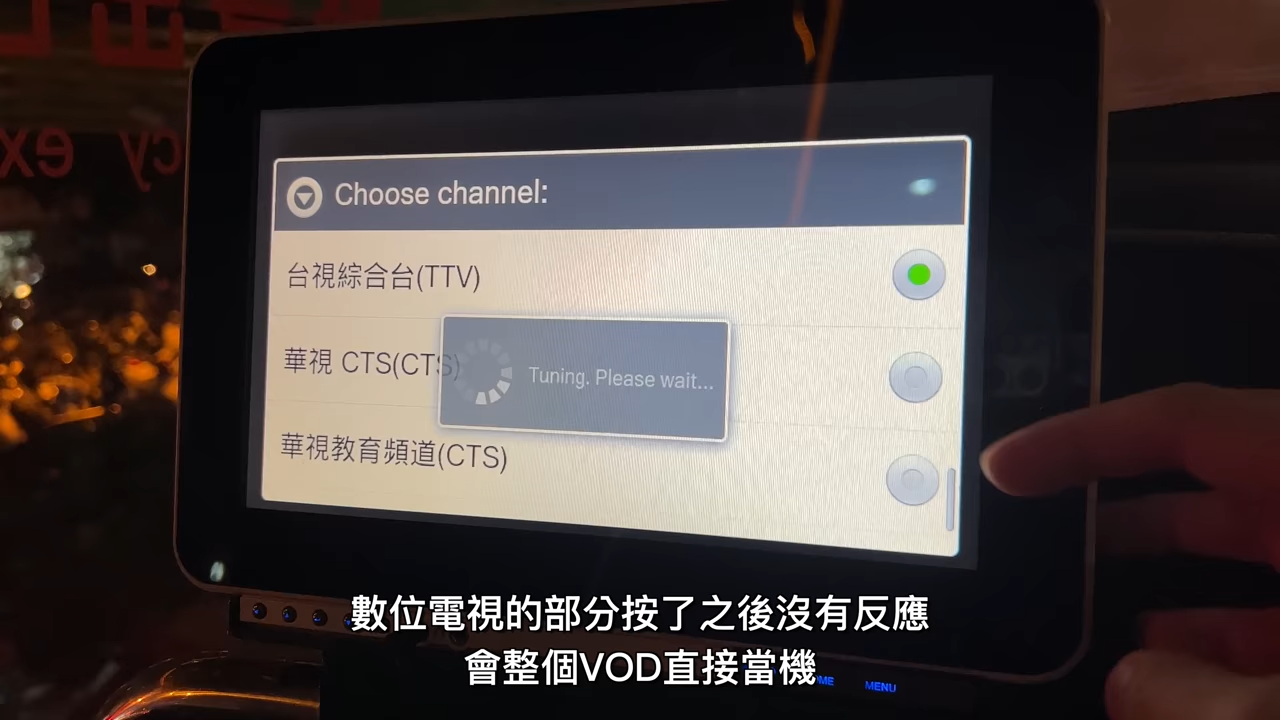 Choose channel:
台視綜合台(TTV)
華視 CTS(CTS)
Tuning. Please wait...
華視教育頻道(CTS)
MENU
數位電視的部分按了之後沒有反應
會整個VOD直接當機